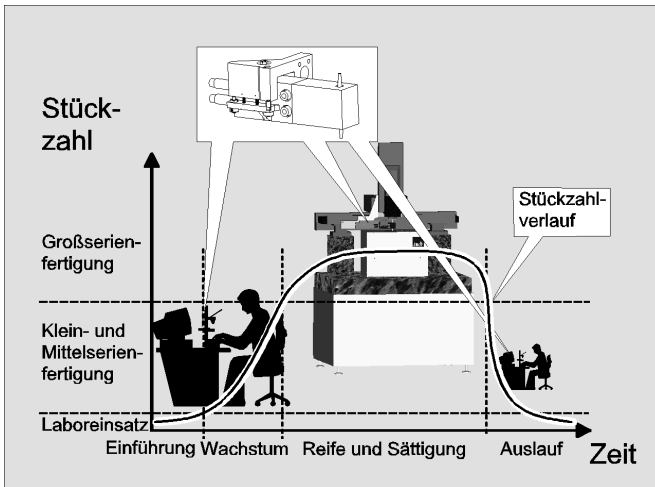 Stück-
zahl
Stückzahl-
verlauf
Großserien-
fertigung
Klein- und
Mittelserien-
fertigung
Laboreinsatz
Einführung
Wachstum
Reife und Sättigung
Auslauf
Zeit